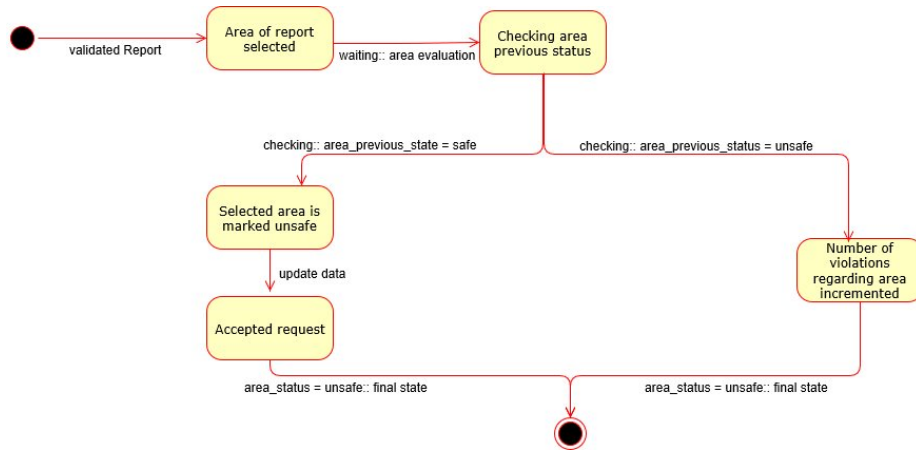 Area of report
selected
validated Report
waiting:: area evaluation
Checking area
previous status
checking:: area_previous_state = safe
checking:: area_previous_status = unsafe
Selected area is
marked unsafe
update data
Accepted request
Number of
violations
regarding area
incremented
area_status = unsafe:: final state
area_status = unsafe:: final state